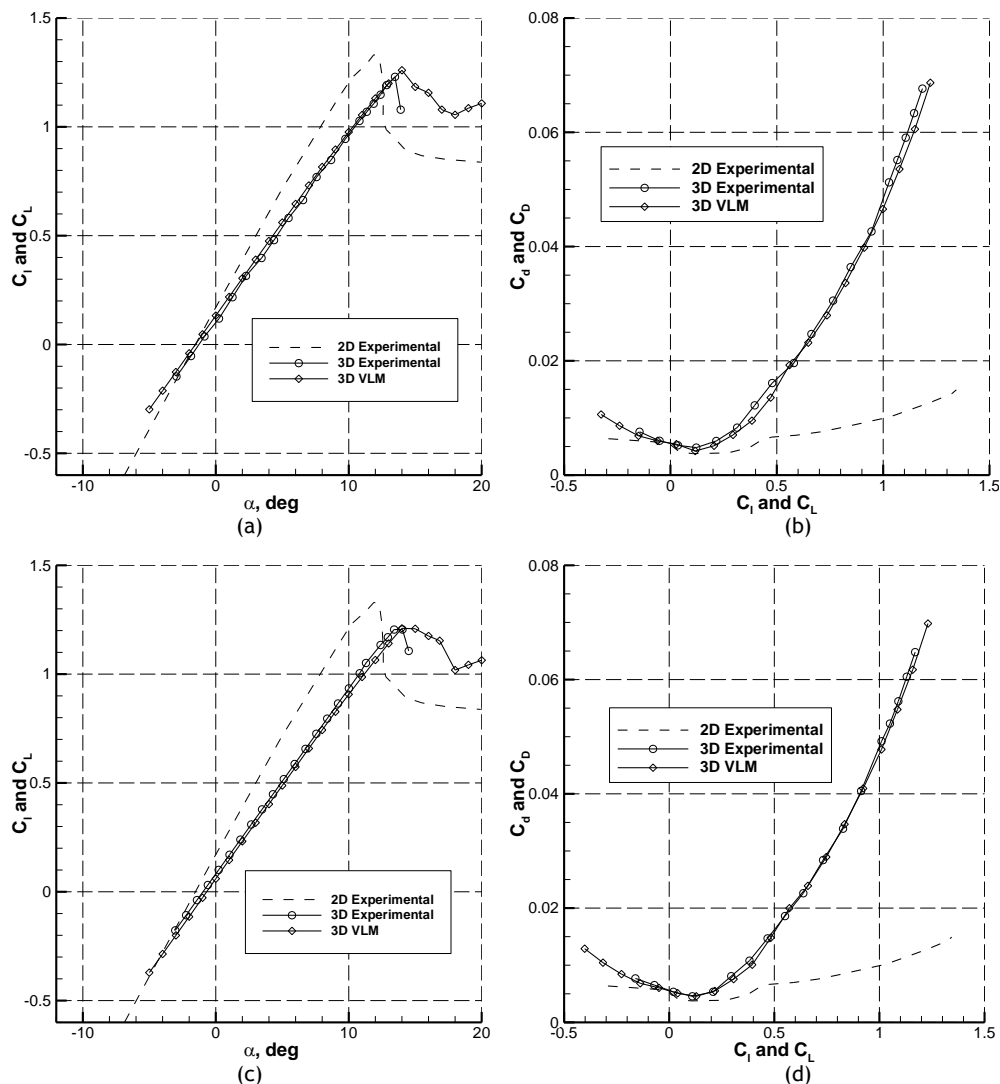 1.5
1
0.5
0
-0.5
C_l and C_L
-10
0
10
20
α, deg
2D Experimental
3D Experimental
3D VLM
(a)
0.08
0.06
0.04
0.02
0
C_d and C_D
-0.5
0
0.5
1
1.5
C_l and C_L
2D Experimental
3D Experimental
3D VLM
(b)
1.5
1
0.5
0
-0.5
C_l and C_L
-10
0
10
20
α, deg
2D Experimental
3D Experimental
3D VLM
(c)
0.08
0.06
0.04
0.02
0
C_d and C_D
-0.5
0
0.5
1
1.5
C_l and C_L
2D Experimental
3D Experimental
3D VLM
(d)